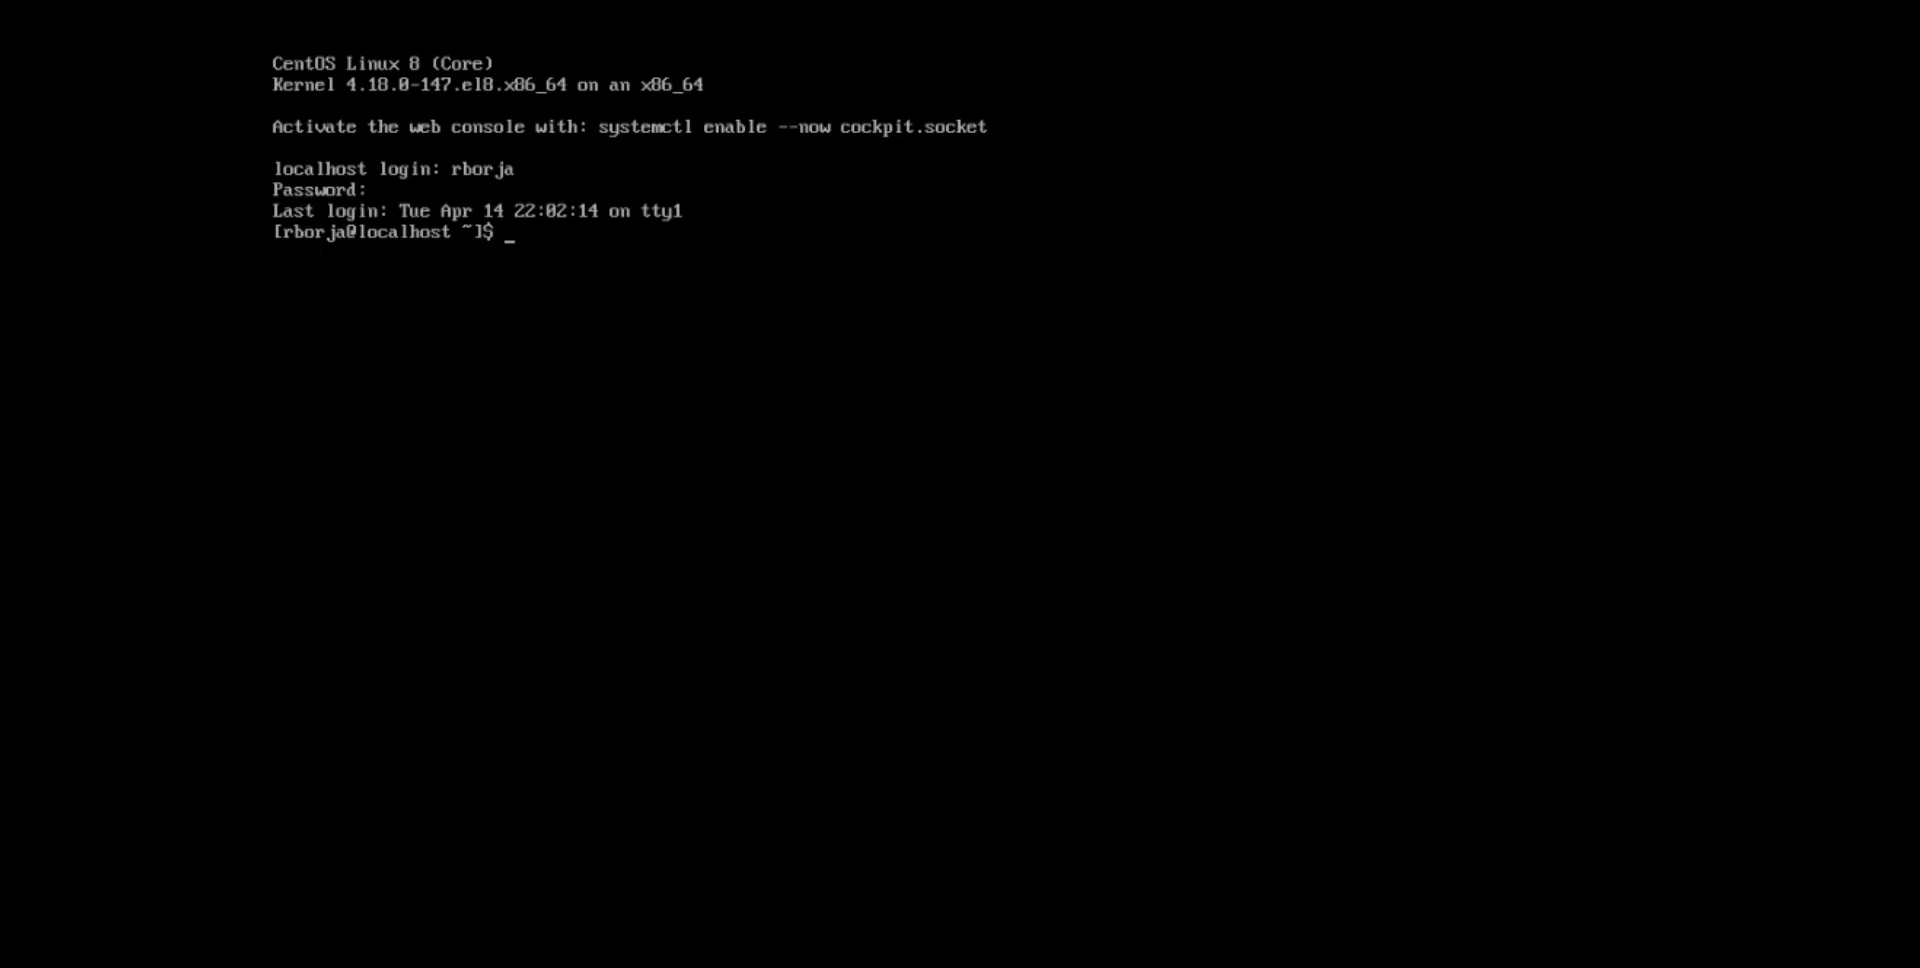 CentOS Linux 8 (Core)
Kernel 4.18.0-147.el8.x86_64 on an x86_64
Activate the web console with: systemctl enable --now cockpit.socket
localhost login: rborja
Password:
Last login: Tue Apr 14 22:02:14 on tty1
[rborja@localhost ~]$ _